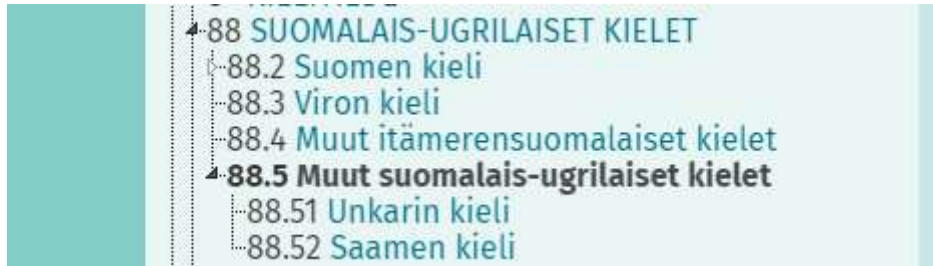 88 SUOMALAIS-UGRILAISET KIELET
88.2 Suomen kieli
88.3 Viron kieli
88.4 Muut itämerensuomalaiset kielet
88.5 Muut suomalais-ugrilaiset kielet
88.51 Unkarin kieli
88.52 Saamen kieli